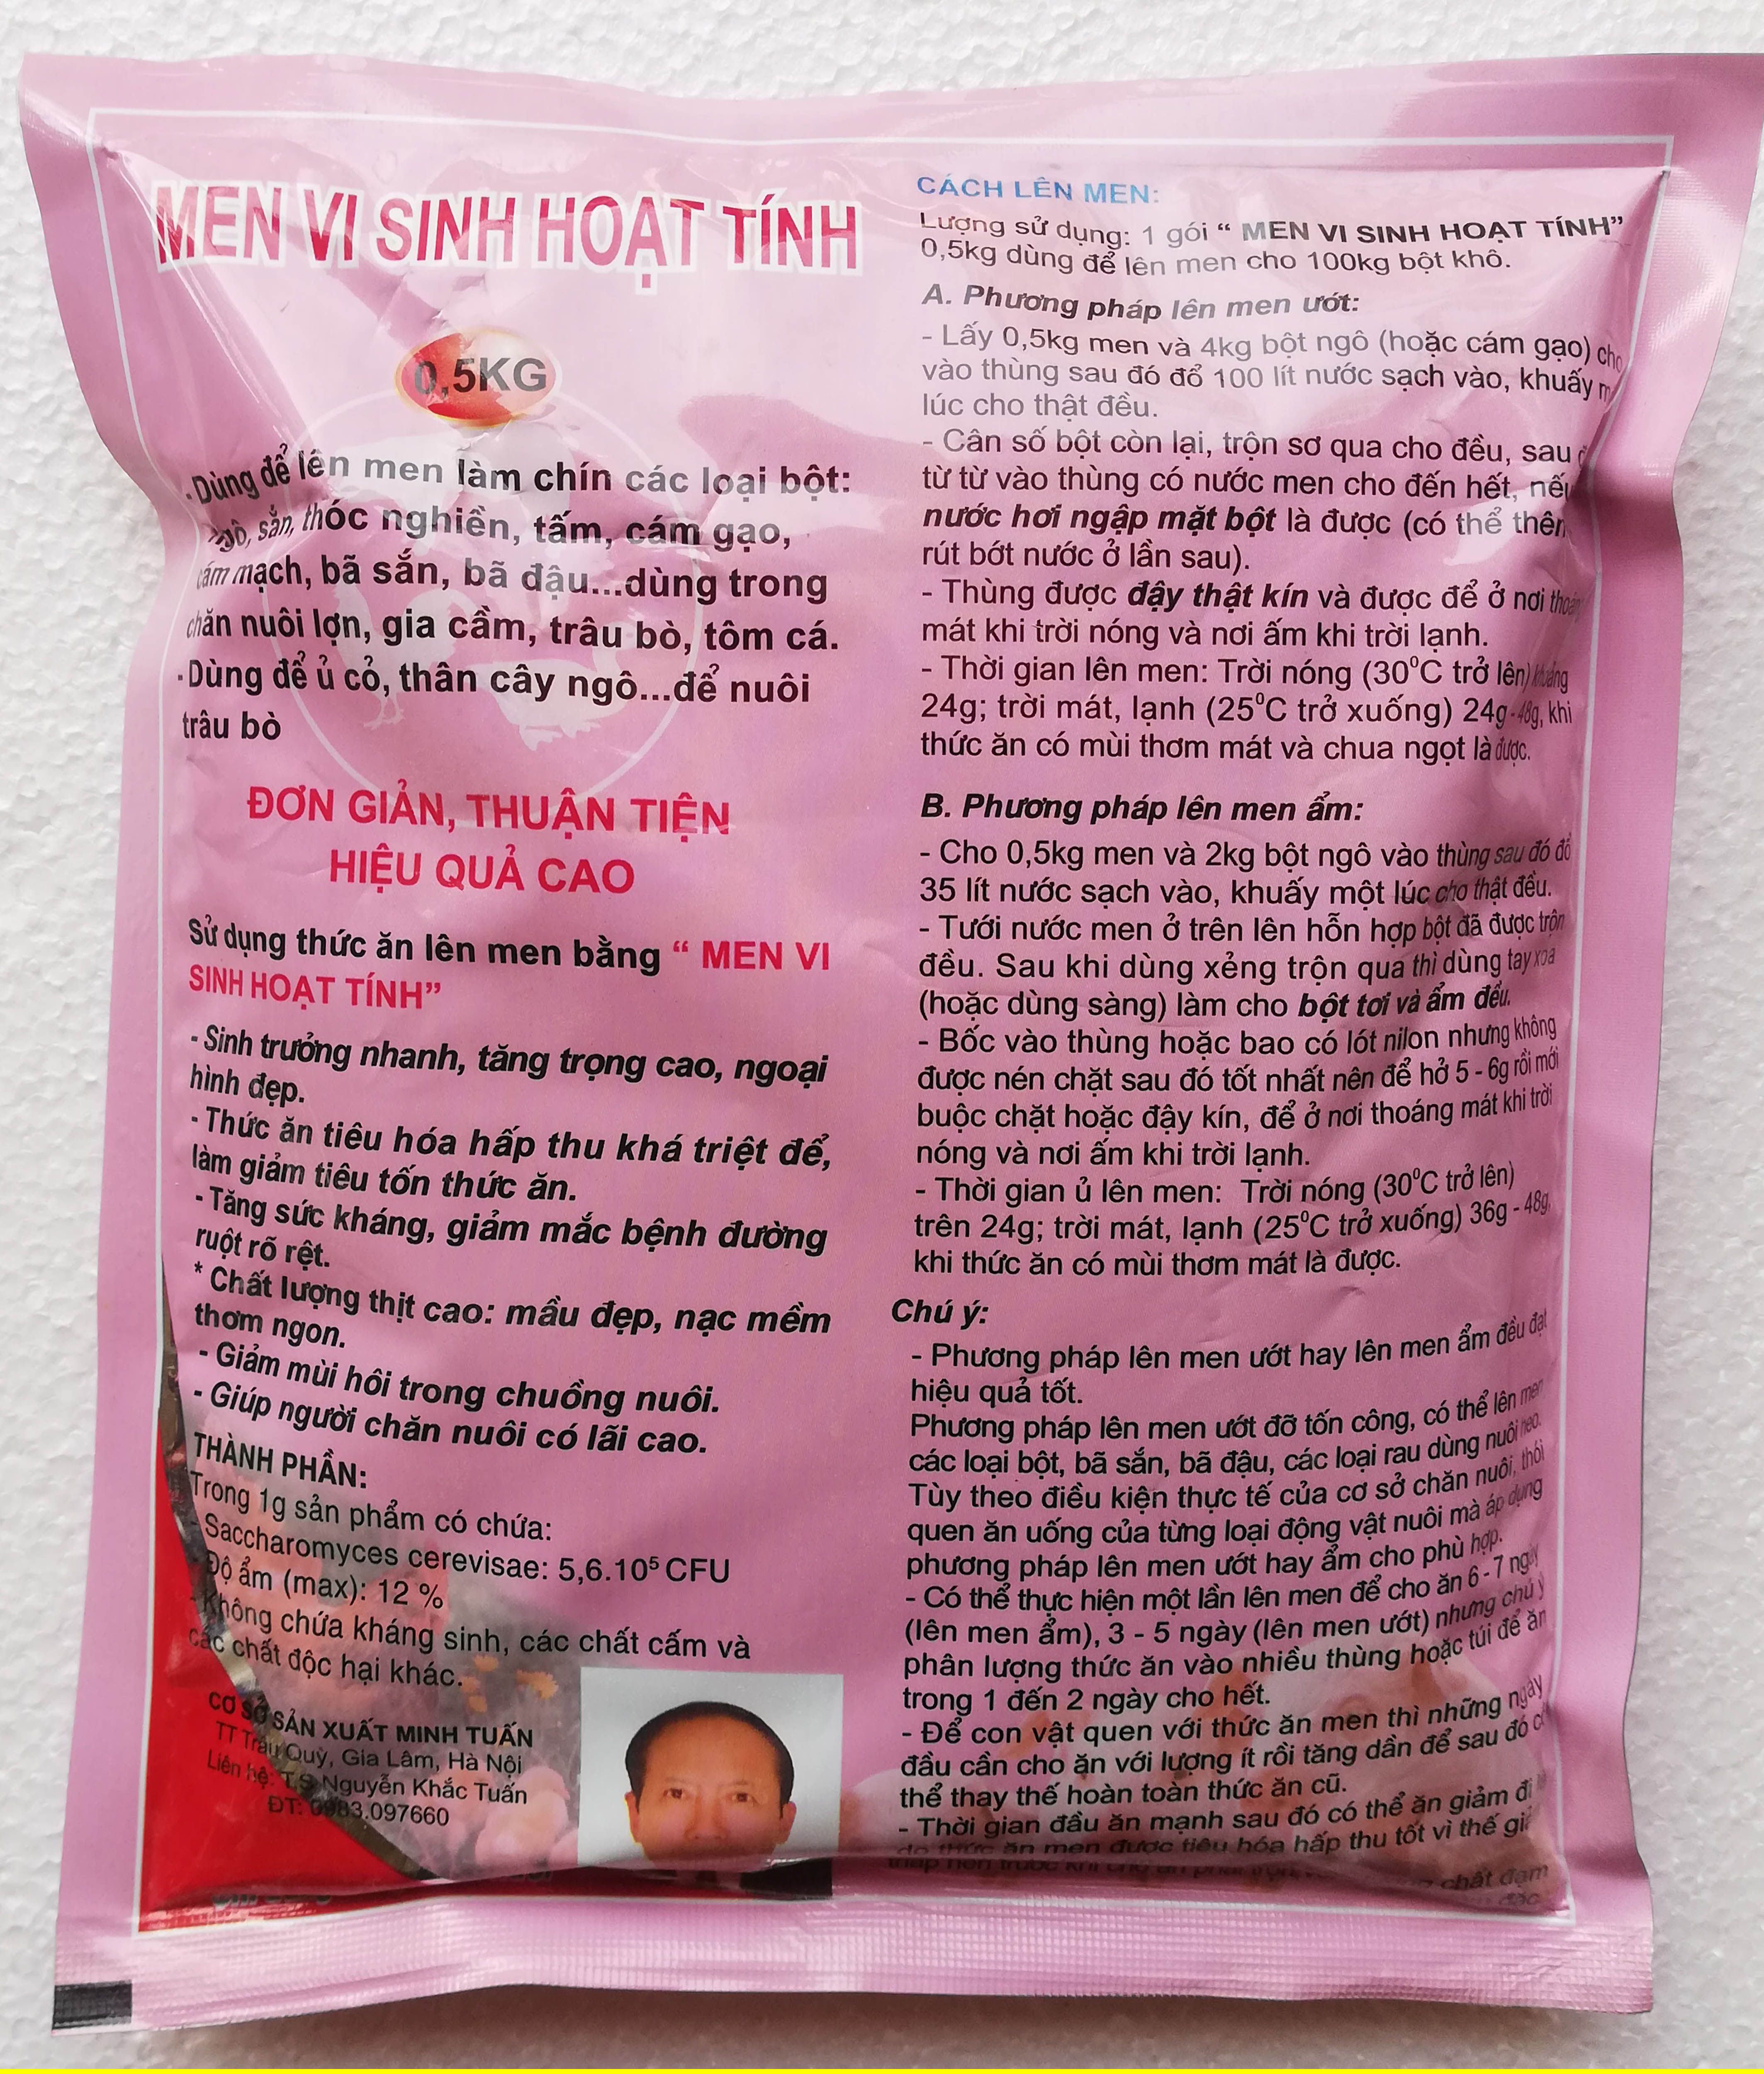 MEN VI SINH HOẠT TÍNH
0,5KG
-Dùng để lên men làm chín các loại bột:
ngô, sắn, thóc nghiền, tấm, cám gạo,
cám mạch, bã sắn, bã đậu...dùng trong
chăn nuôi lợn, gia cầm, trâu bò, tôm cá.
-Dùng để ủ cỏ, thân cây ngô...để nuôi
trâu bò
ĐƠN GIẢN, THUẬN TIỆN
HIỆU QUẢ CAO
Sử dụng thức ăn lên men bằng “ MEN VI
SINH HOẠT TÍNH”
- Sinh trưởng nhanh, tăng trọng cao, ngoại
hình đẹp.
- Thức ăn tiêu hóa hấp thu khá triệt để,
làm giảm tiêu tốn thức ăn.
- Tăng sức kháng, giảm mắc bệnh đường
ruột rõ rệt.
* Chất lượng thịt cao: mầu đẹp, nạc mềm
thơm ngon.
- Giảm mùi hôi trong chuồng nuôi.
- Giúp người chăn nuôi có lãi cao.
THÀNH PHẦN:
Trong 1g sản phẩm có chứa:
- Saccharomyces cerevisae: 5,6.10⁵ CFU
Độ ẩm (max): 12 %
- Không chứa kháng sinh, các chất cấm và
các chất độc hại khác.
CƠ SỞ SẢN XUẤT MINH TUẤN
TT Trâu Quỳ, Gia Lâm, Hà Nội
Liên hệ: T.S Nguyễn Khắc Tuấn
ĐT: 0983.097660
CÁCH LÊN MEN:
Lượng sử dụng: 1 gói “ MEN VI SINH HOẠT TÍNH”
0,5kg dùng để lên men cho 100kg bột khô.
A. Phương pháp lên men ướt:
- Lấy 0,5kg men và 4kg bột ngô (hoặc cám gạo) cho
vào thùng sau đó đổ 100 lít nước sạch vào, khuấy
lúc cho thật đều.
- Cân số bột còn lại, trộn sơ qua cho đều, sau
từ từ vào thùng có nước men cho đến hết, nếu
nước hơi ngập mặt bột là được (có thể thêm
rút bớt nước ở lần sau).
- Thùng được đậy thật kín và được để ở nơi thoáng
mát khi trời nóng và nơi ấm khi trời lạnh.
- Thời gian lên men: Trời nóng (30⁰C trở lên) khoảng
24g; trời mát, lạnh (25⁰C trở xuống) 24g-48g, khi
thức ăn có mùi thơm mát và chua ngọt là được.
B. Phương pháp lên men ẩm:
- Cho 0,5kg men và 2kg bột ngô vào thùng sau đó đổ
35 lít nước sạch vào, khuấy một lúc cho thật đều.
- Tưới nước men ở trên lên hỗn hợp bột đã được trộn
đều. Sau khi dùng xẻng trộn qua thì dùng tay xoa
(hoặc dùng sàng) làm cho bột tơi và ẩm đều.
- Bốc vào thùng hoặc bao có lót nilon nhưng không
được nén chặt sau đó tốt nhất nên để hở 5 - 6g rồi mới
buộc chặt hoặc đậy kín, để ở nơi thoáng mát khi trời
nóng và nơi ấm khi trời lạnh.
- Thời gian ủ lên men: Trời nóng (30⁰C trở lên)
trên 24g; trời mát, lạnh (25⁰C trở xuống) 36g - 48g,
khi thức ăn có mùi thơm mát là được.
Chú ý:
- Phương pháp lên men ướt hay lên men ẩm đều đạt
hiệu quả tốt.
Phương pháp lên men ướt đỡ tốn công, có thể lên men
các loại bột, bã sắn, bã đậu, các loại rau dùng nuôi heo.
Tùy theo điều kiện thực tế của cơ sở chăn nuôi, thói
quen ăn uống của từng loại động vật nuôi mà áp dụng
phương pháp lên men ướt hay ẩm cho phù hợp.
- Có thể thực hiện một lần lên men để cho ăn 6 - 7 ngày
(lên men ẩm), 3 - 5 ngày (lên men ướt) nhưng chú ý
phân lượng thức ăn vào nhiều thùng hoặc túi để ăn
trong 1 đến 2 ngày cho hết.
- Để con vật quen với thức ăn men thì những ngày
đầu cần cho ăn với lượng ít rồi tăng dần để sau đó có
thể thay thế hoàn toàn thức ăn cũ.
- Thời gian đầu ăn mạnh sau đó có thể ăn giảm đi
do thức ăn men được tiêu hóa hấp thu tốt vì thế
chất đạm